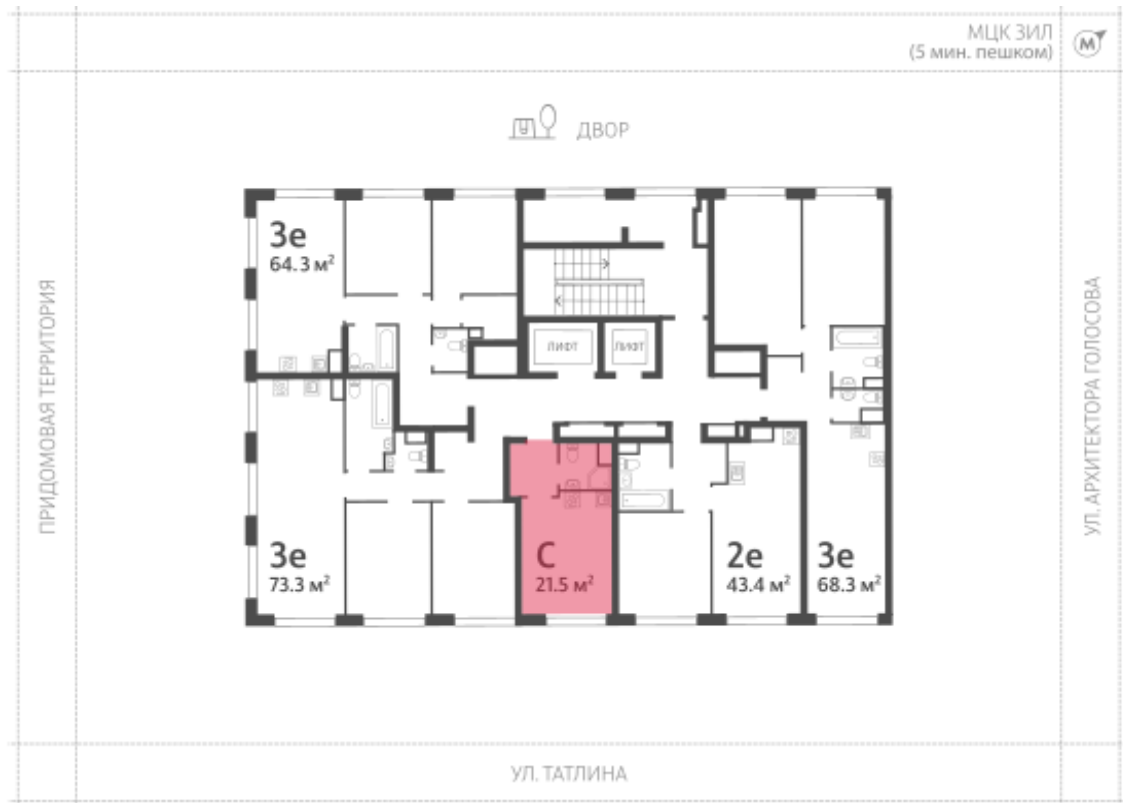 МЦК ЗИЛ
(5 мин. пешком)
М
ДВОР
3е
64.3 м²
ЛИФТ
ЛИФТ
ПРИДОМОВАЯ ТЕРРИТОРИЯ
УЛ. АРХИТЕКТОРА ГОЛОСОВА
3е
73.3 м²
С
21.5 м²
2е
43.4 м²
3е
68.3 м²
УЛ. ТАТЛИНА